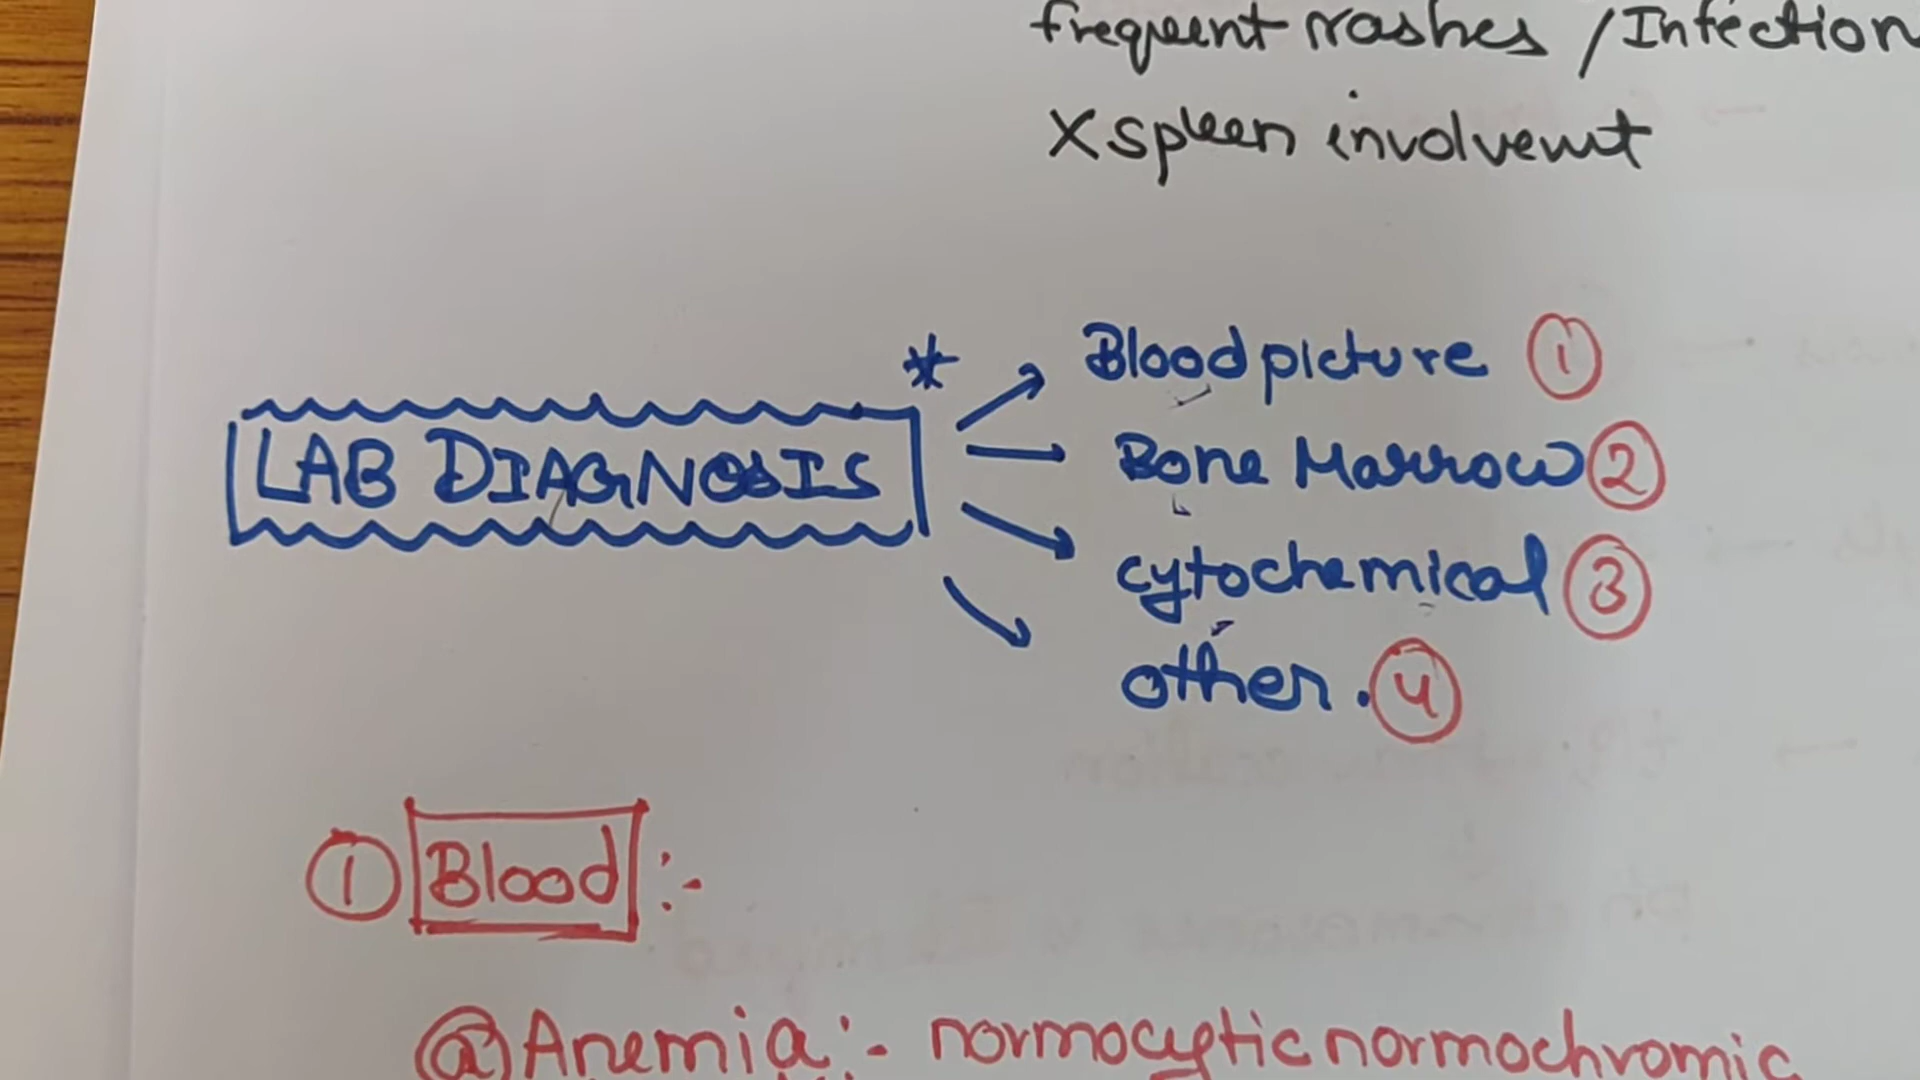 frequent rashes / Infection
X spleen involvemt
*
LAB DIAGNOSIS
→ Blood picture ①
→ Bone Marrow ②
→ cytochemical ③
→ other. ④
① Blood :-
ⓐ Anemia :- normocytic normochromic